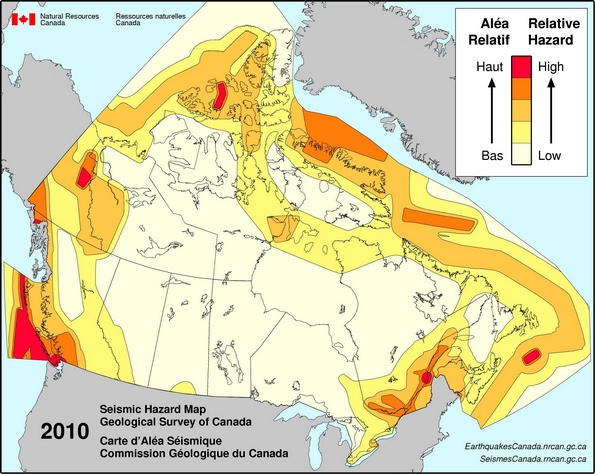 Natural Resources Canada
Ressources naturelles Canada
Aléa Relatif
Relative Hazard
Haut
High
Bas
Low
2010
Seismic Hazard Map
Geological Survey of Canada
Carte d'Aléa Séismique
Commission Géologique du Canada
EarthquakesCanada.nrcan.gc.ca
SeismesCanada.rncan.gc.ca